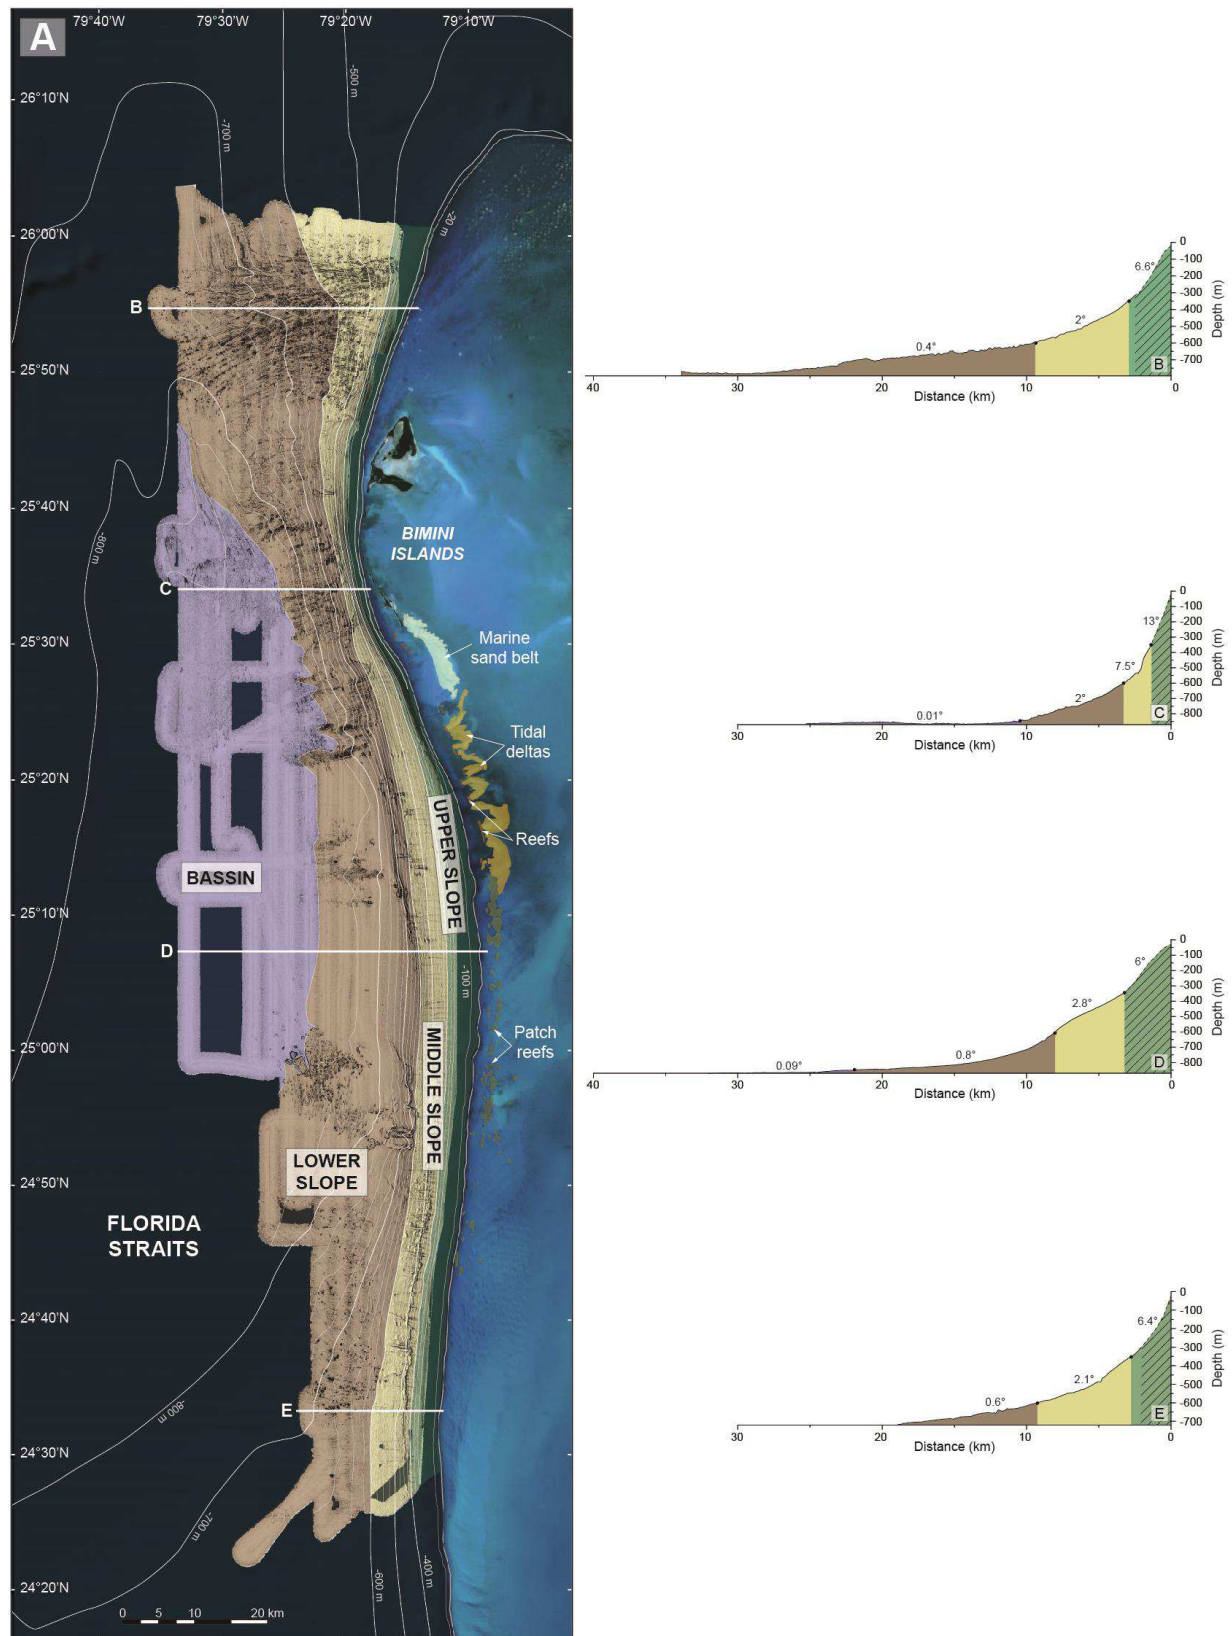 A
79°40'W
79°30'W
79°20'W
79°10'W
26°10'N
26°00'N
25°50'N
25°40'N
25°30'N
25°20'N
25°10'N
25°00'N
24°50'N
24°40'N
24°30'N
24°20'N
-500 m
-700 m
-20 m
-800 m
B
C
D
E
BIMINI
ISLANDS
Marine
sand belt
Tidal
deltas
Reefs
UPPER SLOPE
BASSIN
-100 m
MIDDLE SLOPE
Patch
reefs
LOWER
SLOPE
FLORIDA
STRAITS
-800 m
-700 m
-600 m
-400 m
0 5 10 20 km
6.6°
2°
0.4°
0
-100
-200
-300
-400
-500
-600
-700
Depth (m)
B
40 30 20 10 0
Distance (km)
13°
7.5°
2°
0.01°
0
-100
-200
-300
-400
-500
-600
-700
-800
Depth (m)
C
30 20 10 0
Distance (km)
6°
2.8°
0.8°
0.09°
0
-100
-200
-300
-400
-500
-600
-700
-800
Depth (m)
D
40 30 20 10 0
Distance (km)
6.4°
2.1°
0.6°
0
-100
-200
-300
-400
-500
-600
-700
Depth (m)
E
30 20 10 0
Distance (km)